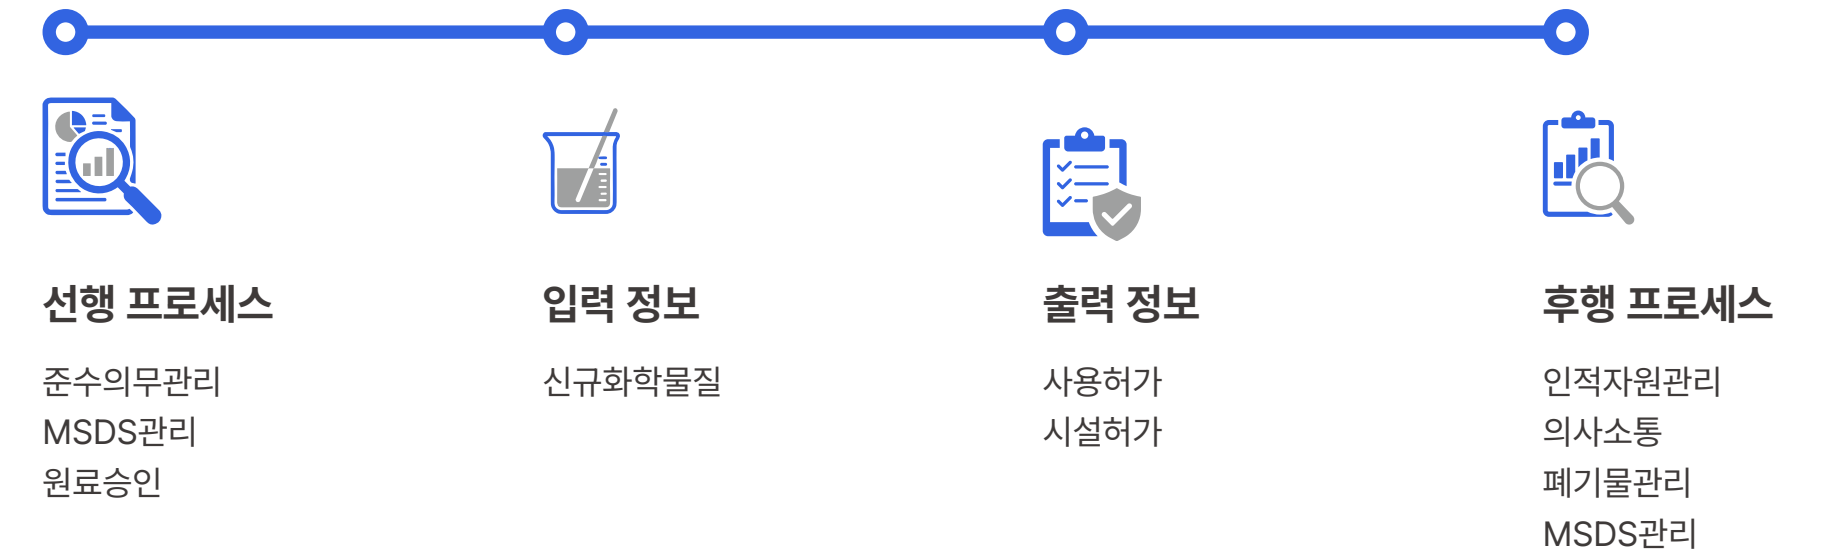 선행 프로세스
준수의무관리
MSDS관리
원료승인
입력 정보
신규화학물질
출력 정보
사용허가
시설허가
후행 프로세스
인적자원관리
의사소통
폐기물관리
MSDS관리